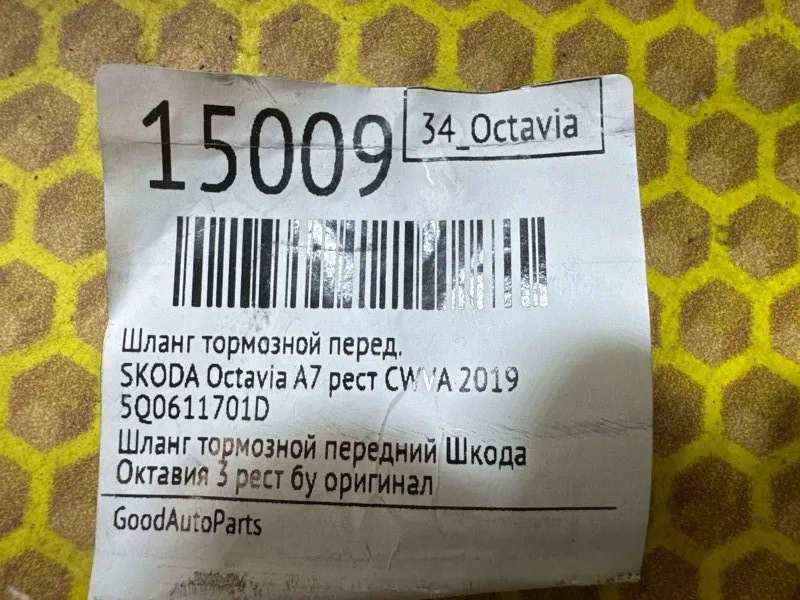 15009
34_Octavia
Шланг тормозной перед.
SKODA Octavia A7 рест CWVA 2019
5Q0611701D
Шланг тормозной передний Шкода
Октавия 3 рест бу оригинал
GoodAutoParts